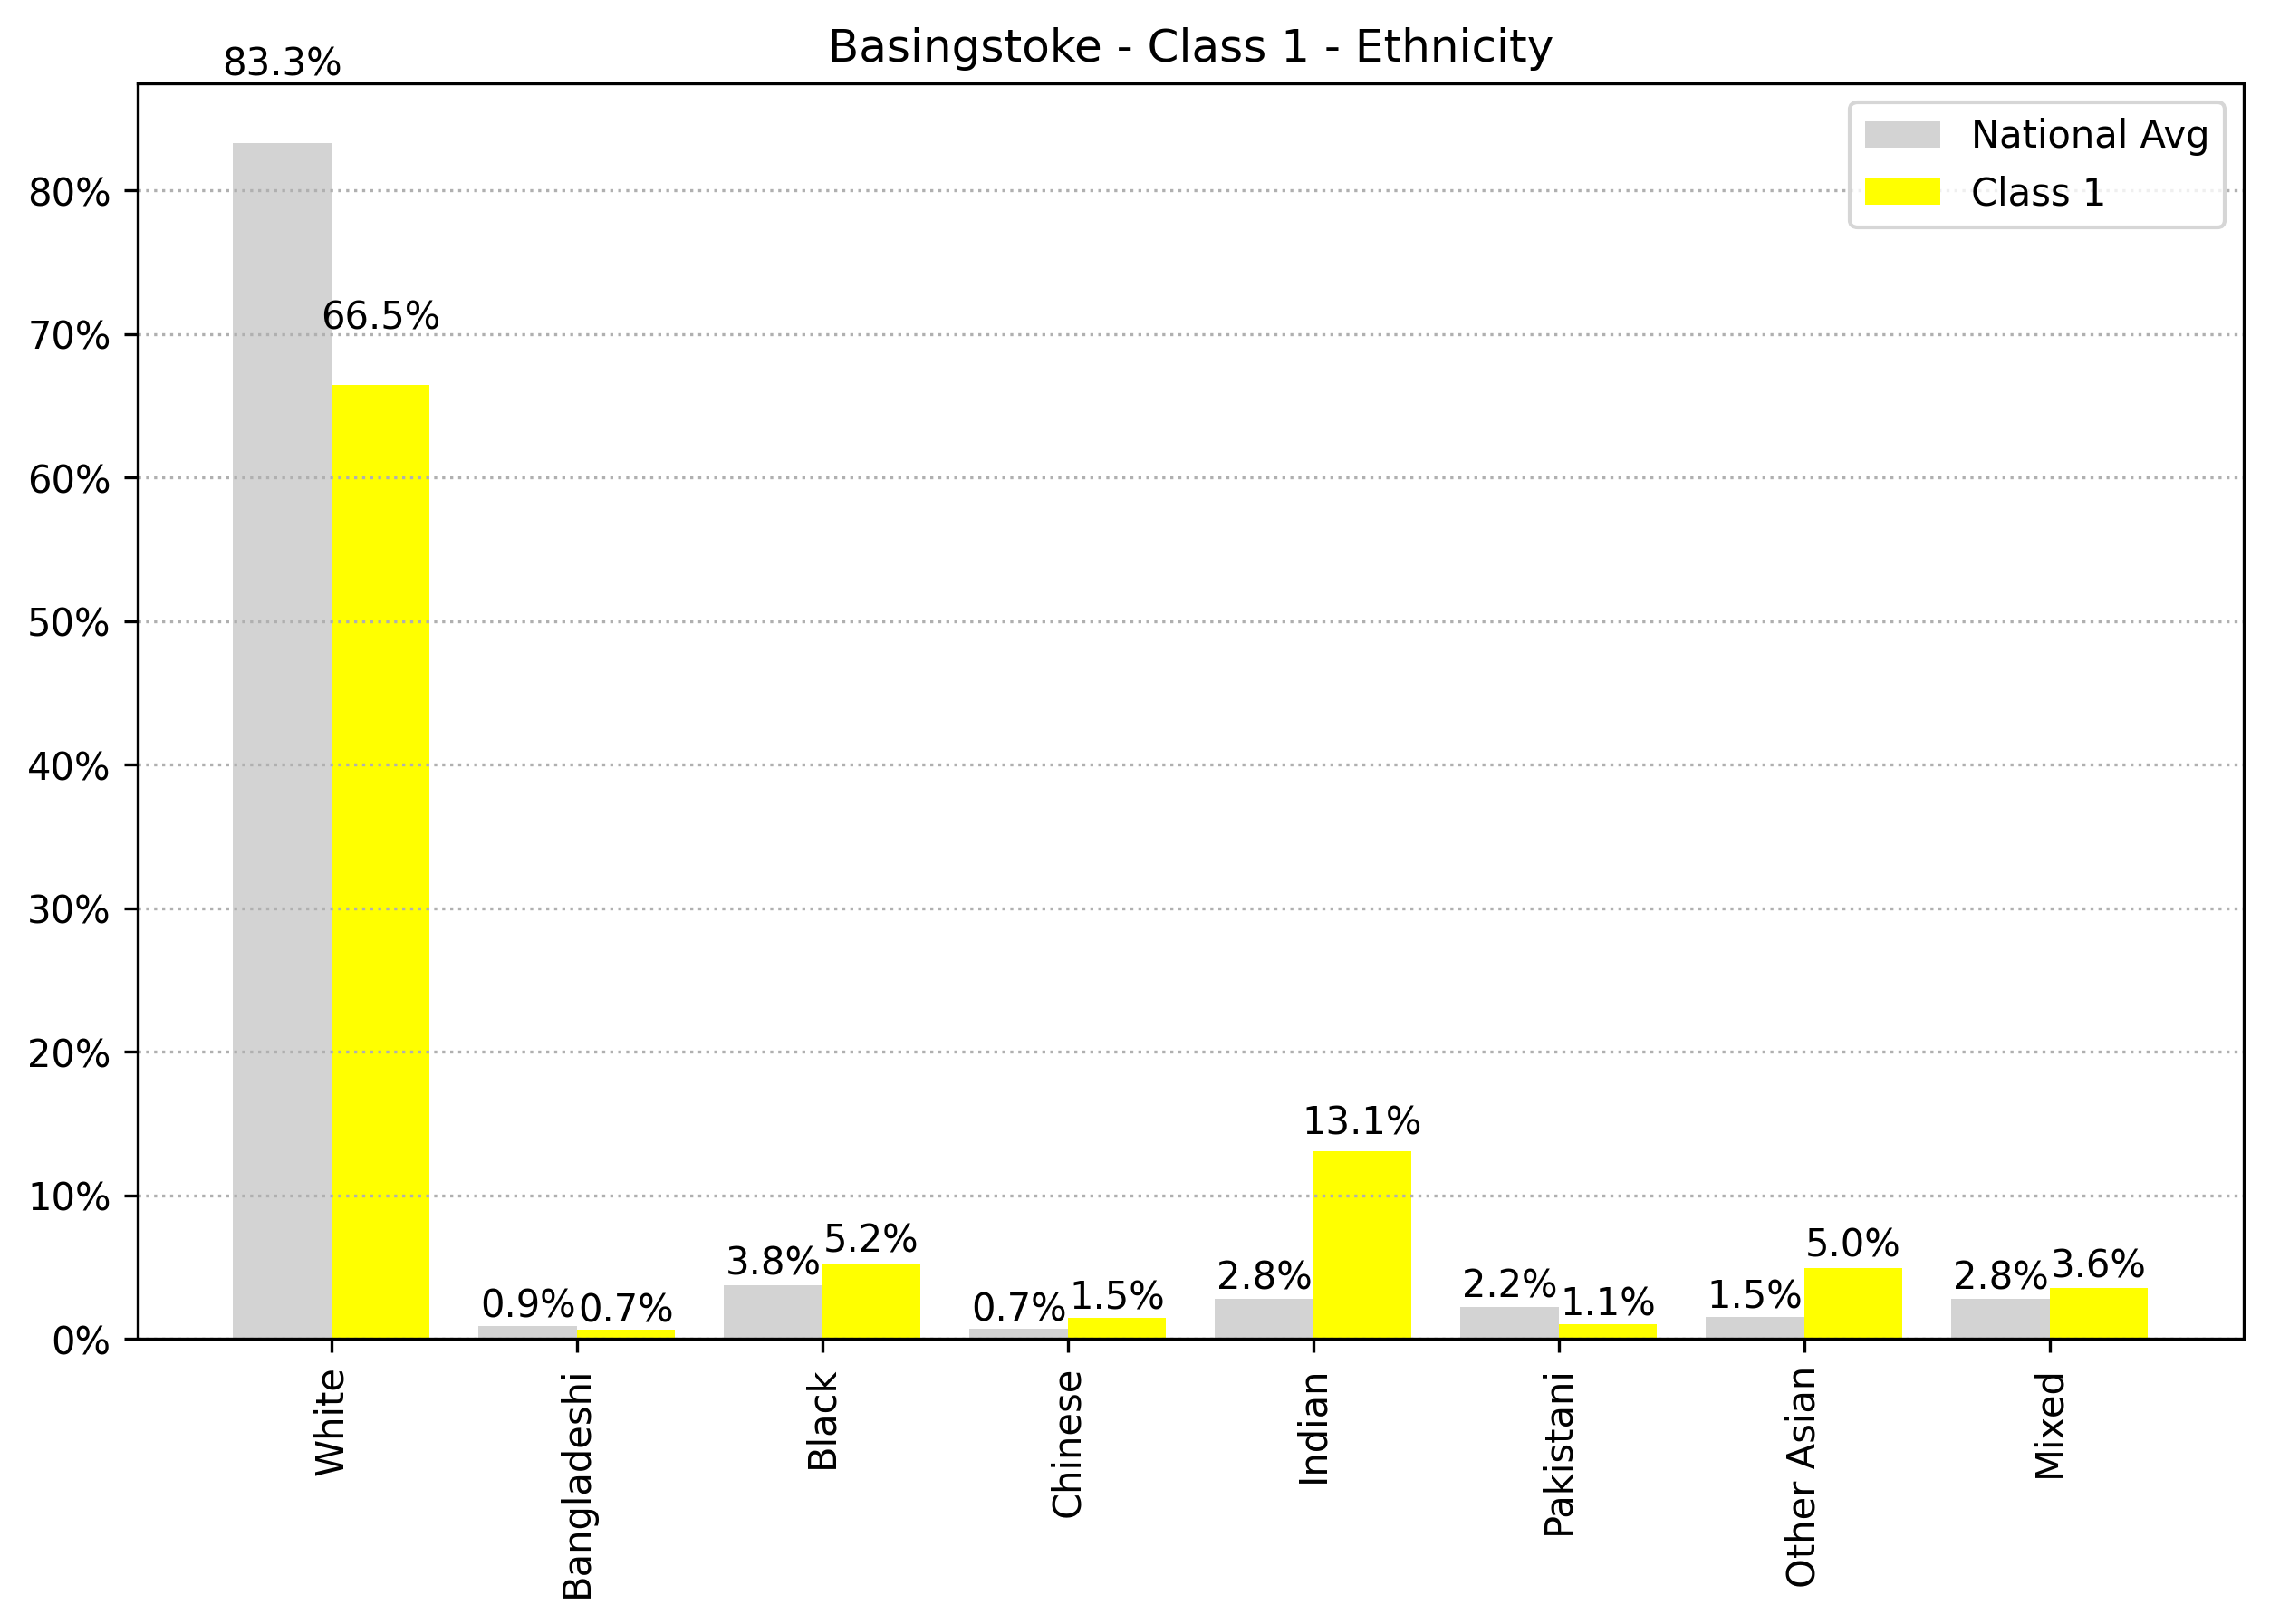 Basingstoke - Class 1 - Ethnicity
83.3%
National Avg
Class 1
80%
66.5%
70%
60%
50%
40%
30%
20%
13.1%
10%
0.9%
0.7%
3.8%
5.2%
0.7%
1.5%
2.8%
2.2%
1.1%
1.5%
5.0%
2.8%
3.6%
0%
White
Bangladeshi
Black
Chinese
Indian
Pakistani
Other Asian
Mixed